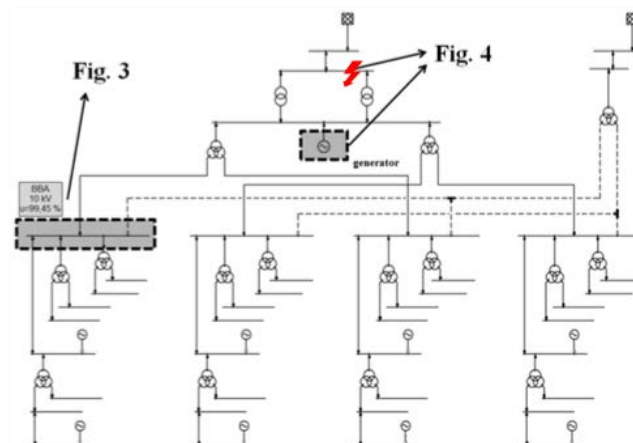 Fig. 3
Fig. 4
generator
BBA
10 kV
u=99,45 %